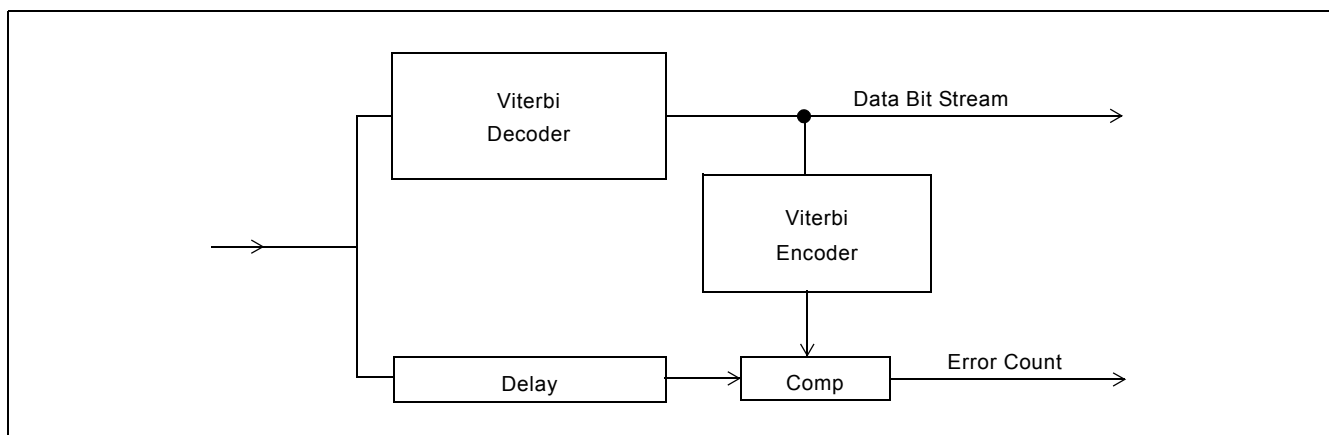 Viterbi
Decoder
Data Bit Stream
Viterbi
Encoder
Delay
Comp
Error Count